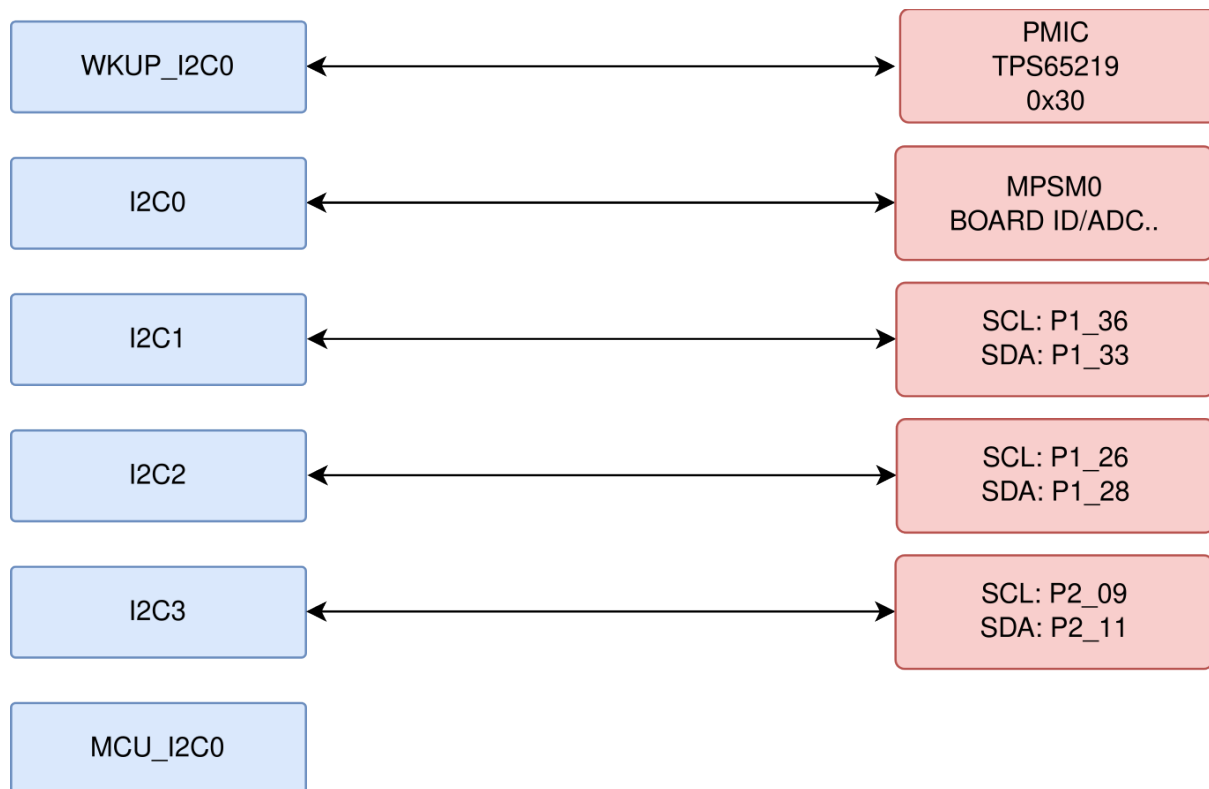 WKUP_I2C0
PMIC
TPS65219
0x30
I2C0
MPSM0
BOARD ID/ADC..
I2C1
SCL: P1_36
SDA: P1_33
I2C2
SCL: P1_26
SDA: P1_28
I2C3
SCL: P2_09
SDA: P2_11
MCU_I2C0